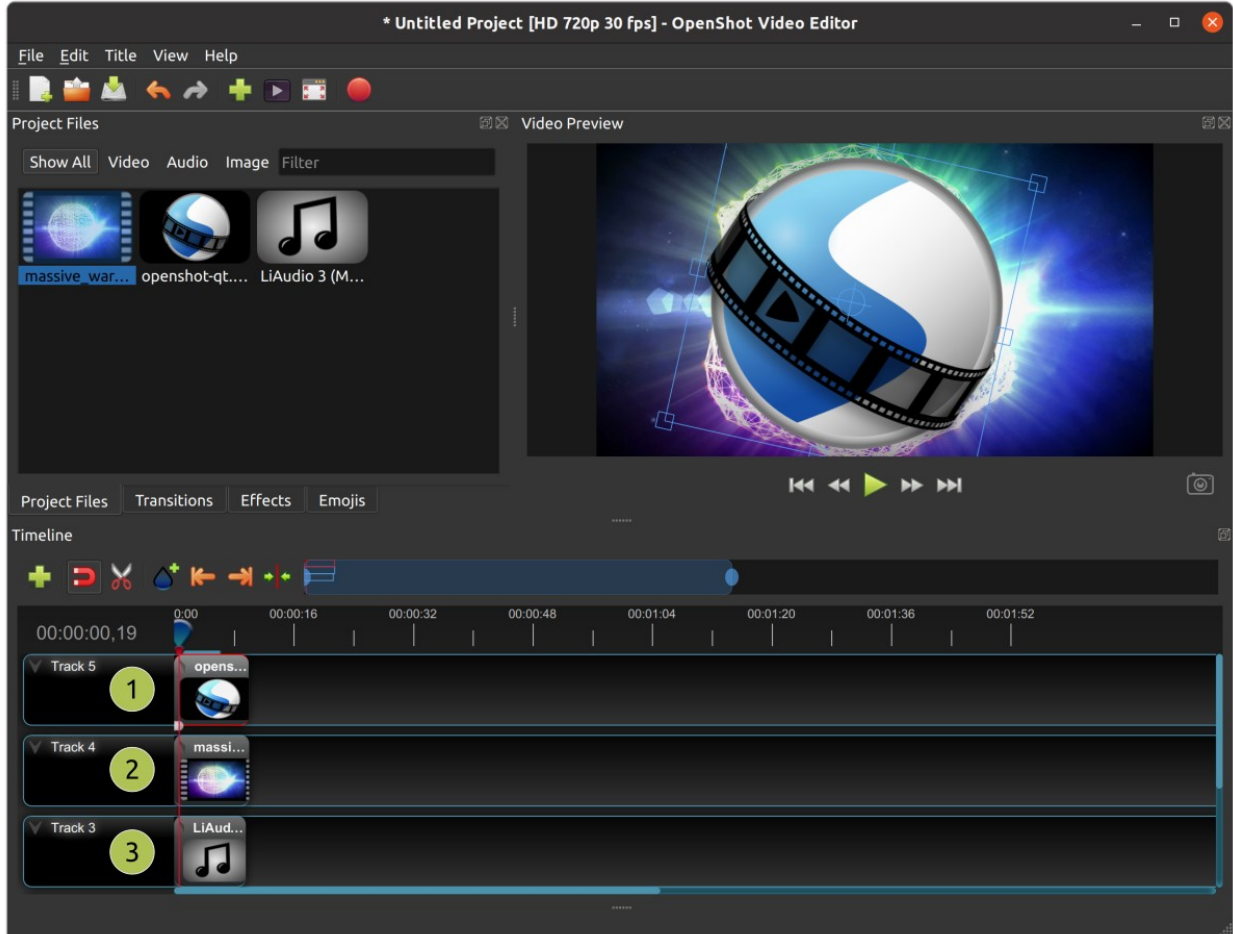 * Untitled Project [HD 720p 30 fps] - OpenShot Video Editor
File Edit Title View Help
Project Files
Video Preview
Show All Video Audio Image Filter
massive_war... openshot-qt.... LiAudio 3 (M...
Project Files Transitions Effects Emojis
Timeline
00:00:00,19
0:00 00:00:16 00:00:32 00:00:48 00:01:04 00:01:20 00:01:36 00:01:52
Track 5
1
opens...
Track 4
2
massi...
Track 3
3
LiAud...